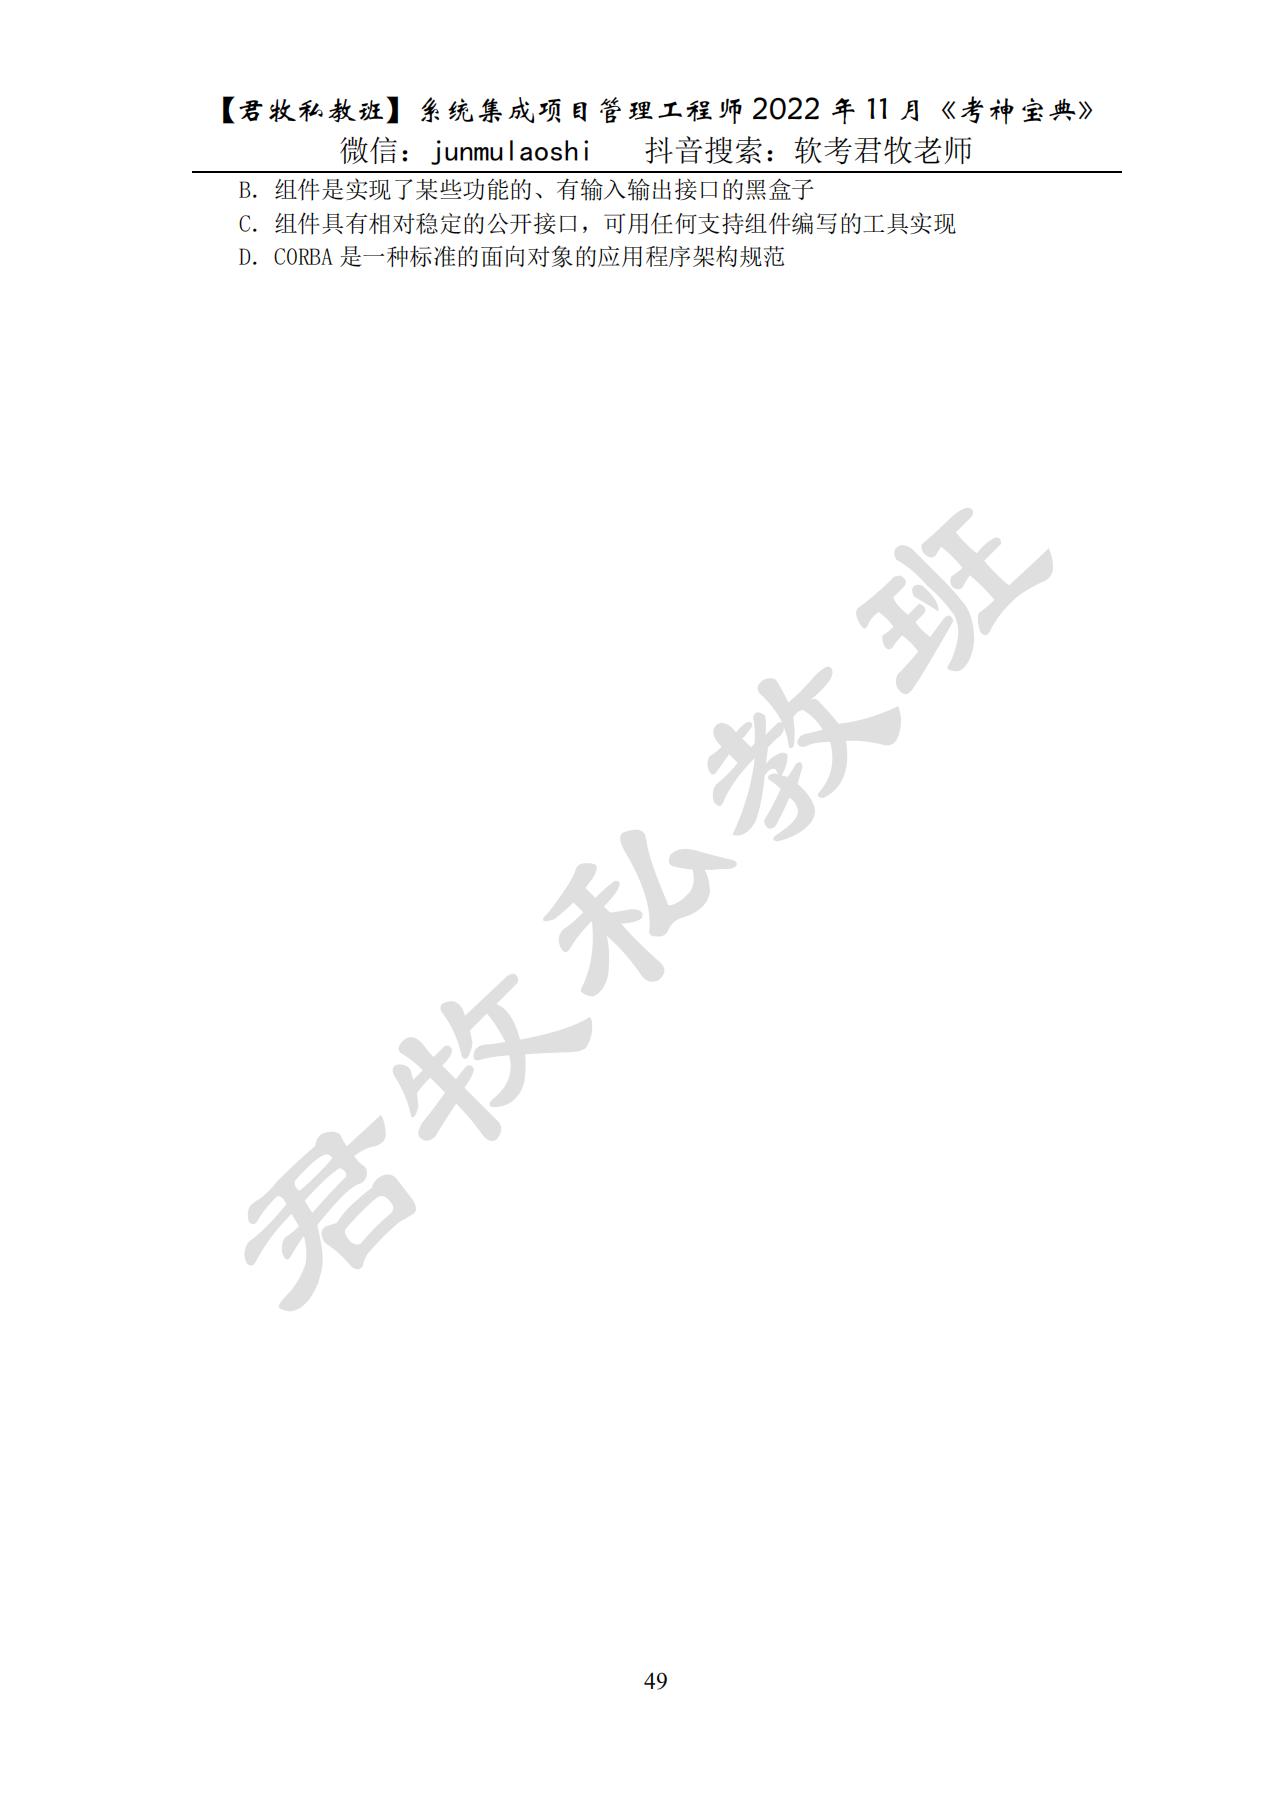 【君牧私教班】系统集成项目管理工程师 2022 年 11 月《考神宝典》
微信：junmulaoshi 抖音搜索：软考君牧老师
B. 组件是实现了某些功能的、有输入输出接口的黑盒子
C. 组件具有相对稳定的公开接口，可用任何支持组件编写的工具实现
D. CORBA 是一种标准的面向对象的应用程序架构规范
君牧私教班
49